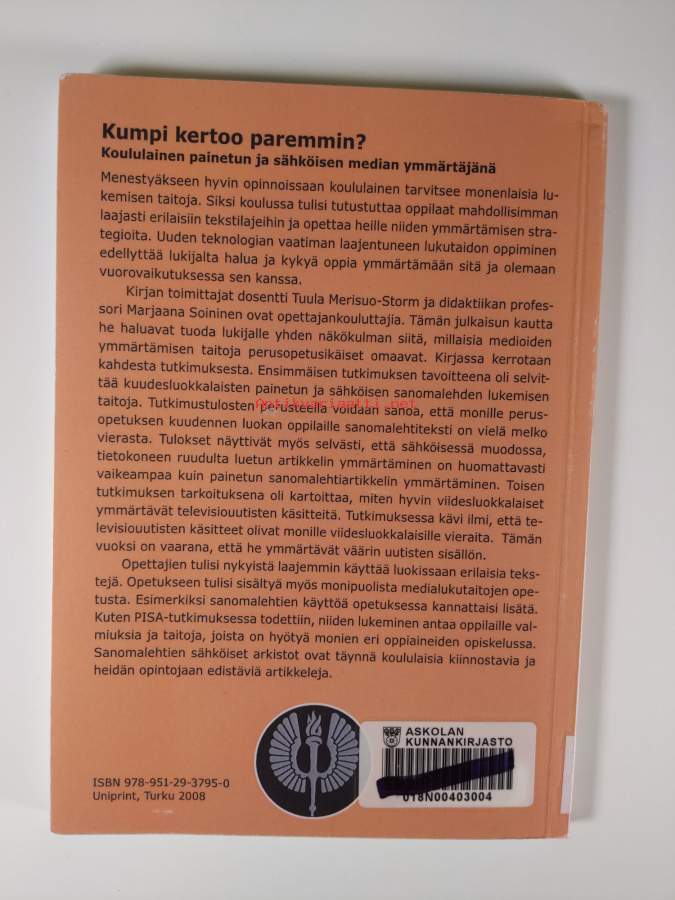 Kumpi kertoo paremmin?
Koululainen painetun ja sähköisen median ymmärtäjänä
Menestyäkseen hyvin opinnoissaan koululainen tarvitsee monenlaisia lu-
kemisen taitoja. Siksi koulussa tulisi tutustuttaa oppilaat mahdollisimman
laajasti erilaisiin tekstilajeihin ja opettaa heille niiden ymmärtämisen stra-
tegioita. Uuden teknologian vaatiman laajentuneen lukutaidon oppiminen
edellyttää lukijalta halua ja kykyä oppia ymmärtämään sitä ja olemaan
vuorovaikutuksessa sen kanssa.
Kirjan toimittajat dosentti Tuula Merisuo-Storm ja didaktiikan profes-
sori Marjaana Soininen ovat opettajankouluttajia. Tämän julkaisun kautta
he haluavat tuoda lukijalle yhden näkökulman siitä, millaisia medioiden
ymmärtämisen taitoja perusopetusikäiset omaavat. Kirjassa kerrotaan
kahdesta tutkimuksesta. Ensimmäisen tutkimuksen tavoitteena oli selvit-
tää kuudesluokkalaisten painetun ja sähköisen sanomalehden lukemisen
taitoja. Tutkimustulosten perusteella voidaan sanoa, että monille perus-
opetuksen kuudennen luokan oppilaille sanomalehtiteksti on vielä melko
vierasta. Tulokset näyttivät myös selvästi, että sähköisessä muodossa,
tietokoneen ruudulta luetun artikkelin ymmärtäminen on huomattavasti
vaikeampaa kuin painetun sanomalehtiartikkelin ymmärtäminen. Toisen
tutkimuksen tarkoituksena oli kartoittaa, miten hyvin viidesluokkalaiset
ymmärtävät televisiouutisten käsitteitä. Tutkimuksessa kävi ilmi, että te-
levisiouutisten käsitteet olivat monille viidesluokkalaisille vieraita. Tämän
vuoksi on vaarana, että he ymmärtävät väärin uutisten sisällön.
Opettajien tulisi nykyistä laajemmin käyttää luokissaan erilaisia teks-
tejä. Opetukseen tulisi sisältyä myös monipuolista medialukutaitojen ope-
tusta. Esimerkiksi sanomalehtien käyttöä opetuksessa kannattaisi lisätä.
Kuten PISA-tutkimuksessa todettiin, niiden lukeminen antaa oppilaille val-
miuksia ja taitoja, joista on hyötyä monien eri oppiaineiden opiskelussa.
Sanomalehtien sähköiset arkistot ovat täynnä koululaisia kiinnostavia ja
heidän opintojaan edistäviä artikkeleja.
Antikvariaatti.net
ISBN 978-951-29-3795-0
Uniprint, Turku 2008
ASKOLAN
KUNNANKIRJASTO
018N00403004